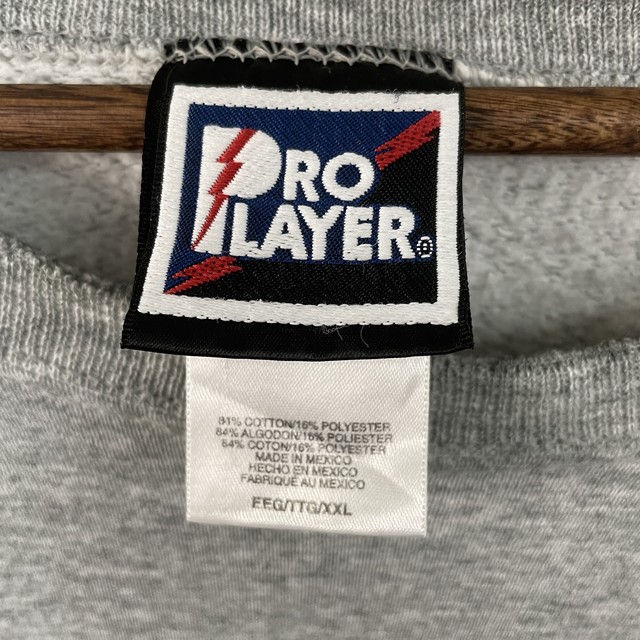 PRO
PLAYER®
84% COTTON/16% POLYESTER
84% ALGODON/16% POLIESTER
84% COTON/16% POLYESTER
MADE IN MEXICO
HECHO EN MEXICO
FABRIQUÉ AU MEXIQUE
EEG/TTG/XXL